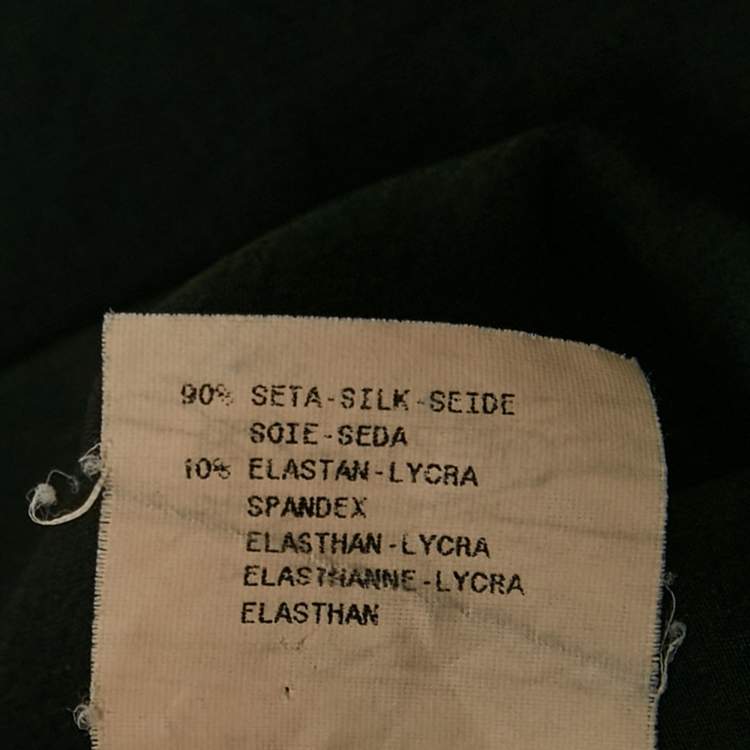 90% SETA-SILK-SEIDE
SOIE-SEDA
10% ELASTAN-LYCRA
SPANDEX
ELASTHAN-LYCRA
ELASTHANNE-LYCRA
ELASTHAN